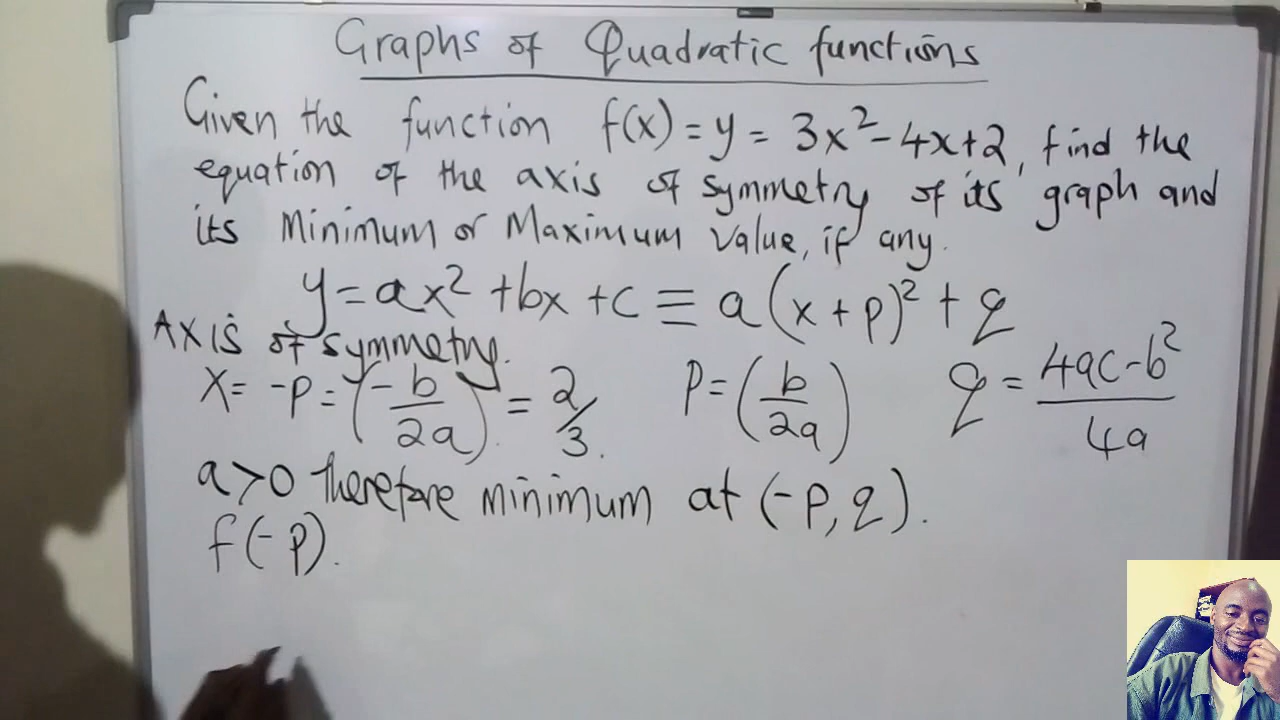 Graphs of Quadratic functions
Given the function f(x) = y = 3x² - 4x + 2, find the
equation of the axis of symmetry of its graph and
its Minimum or Maximum value, if any.
y = ax² + bx + c ≡ a(x + p)² + q
Axis of symmetry.
x = -p = (-b/2a) = 2/3. p = (b/2a) q = (4ac - b²)/4a
a > 0 therefore minimum at (-p, q).
f(-p).